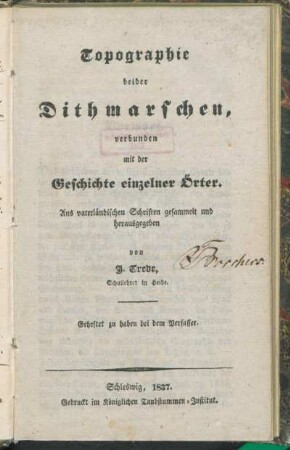 Topographie
beider
Dithmarschen,
verbunden
mit der
Geschichte einzelner Örter.
Aus vaterländischen Schriften gesammelt und
herausgegeben
von
J. Trede,
Schullehrer in Heide.
Geheftet zu haben bei dem Verfasser.
Schleswig, 1837.
Gedruckt im Königlichen Taubstummen-Institut.